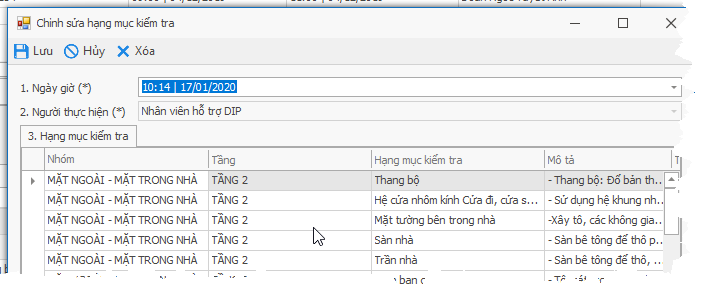 Chỉnh sửa hạng mục kiểm tra
Lưu Hủy Xóa
1. Ngày giờ (*) 10:14 | 17/01/2020
2. Người thực hiện (*) Nhân viên hỗ trợ DIP
3. Hạng mục kiểm tra
Nhóm Tầng Hạng mục kiểm tra Mô tả
MẶT NGOÀI - MẶT TRONG NHÀ TẦNG 2 Thang bộ - Thang bộ: Đổ bản th...
MẶT NGOÀI - MẶT TRONG NHÀ TẦNG 2 Hệ cửa nhôm kính Cửa đi, cửa s... - Sử dụng hệ khung nh...
MẶT NGOÀI - MẶT TRONG NHÀ TẦNG 2 Mặt tường bên trong nhà -Xây tô, các không gia...
MẶT NGOÀI - MẶT TRONG NHÀ TẦNG 2 Sàn nhà - Sàn bê tông để thô p...
MẶT NGOÀI - MẶT TRONG NHÀ TẦNG 2 Trần nhà - Sàn bê tông để thô, ...